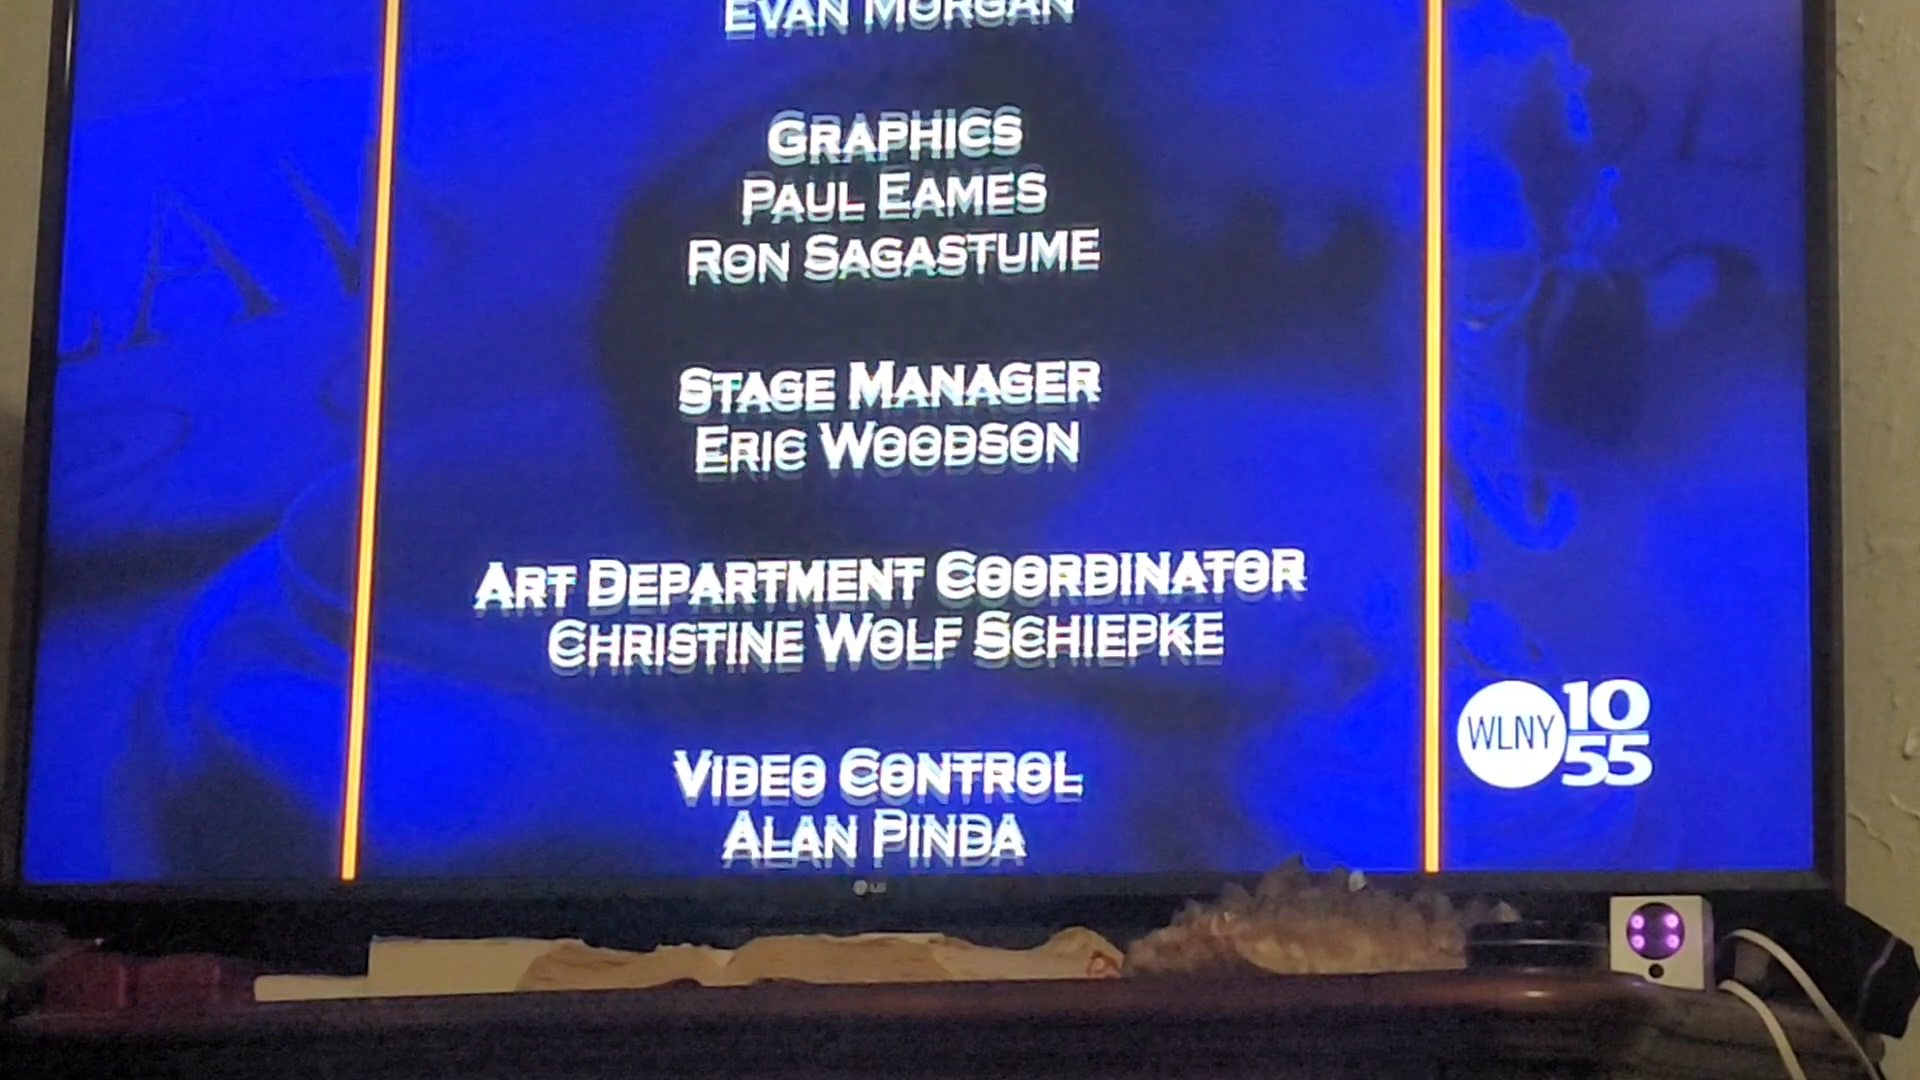 EVAN MORGAN
GRAPHICS
PAUL EAMES
RON SAGASTUME
STAGE MANAGER
ERIC WOODSON
ART DEPARTMENT COORDINATOR
CHRISTINE WOLF SCHIEPKE
VIDEO CONTROL
ALAN PINDA
WLNY 10
55
LG